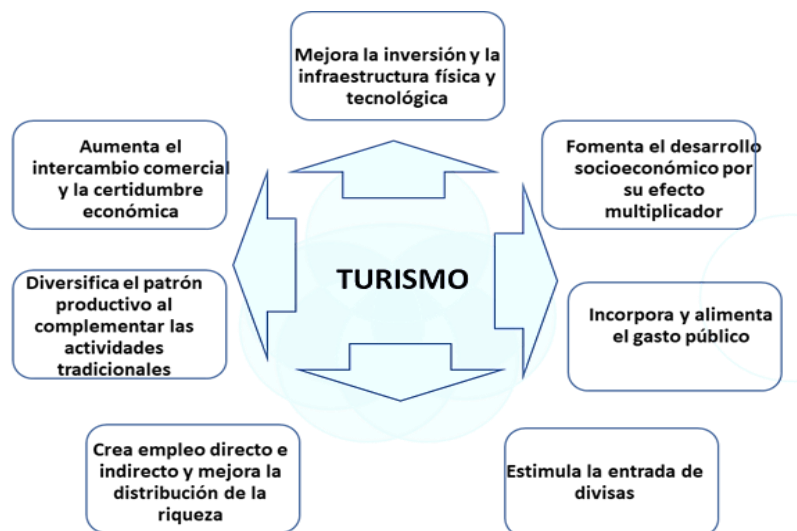 Mejora la inversión y la
infraestructura física y
tecnológica
Aumenta el
intercambio comercial
y la certidumbre
económica
Fomenta el desarrollo
socioeconómico por
su efecto
multiplicador
TURISMO
Diversifica el patrón
productivo al
complementar las
actividades
tradicionales
Incorpora y alimenta
el gasto público
Crea empleo directo e
indirecto y mejora la
distribución de la
riqueza
Estimula la entrada de
divisas